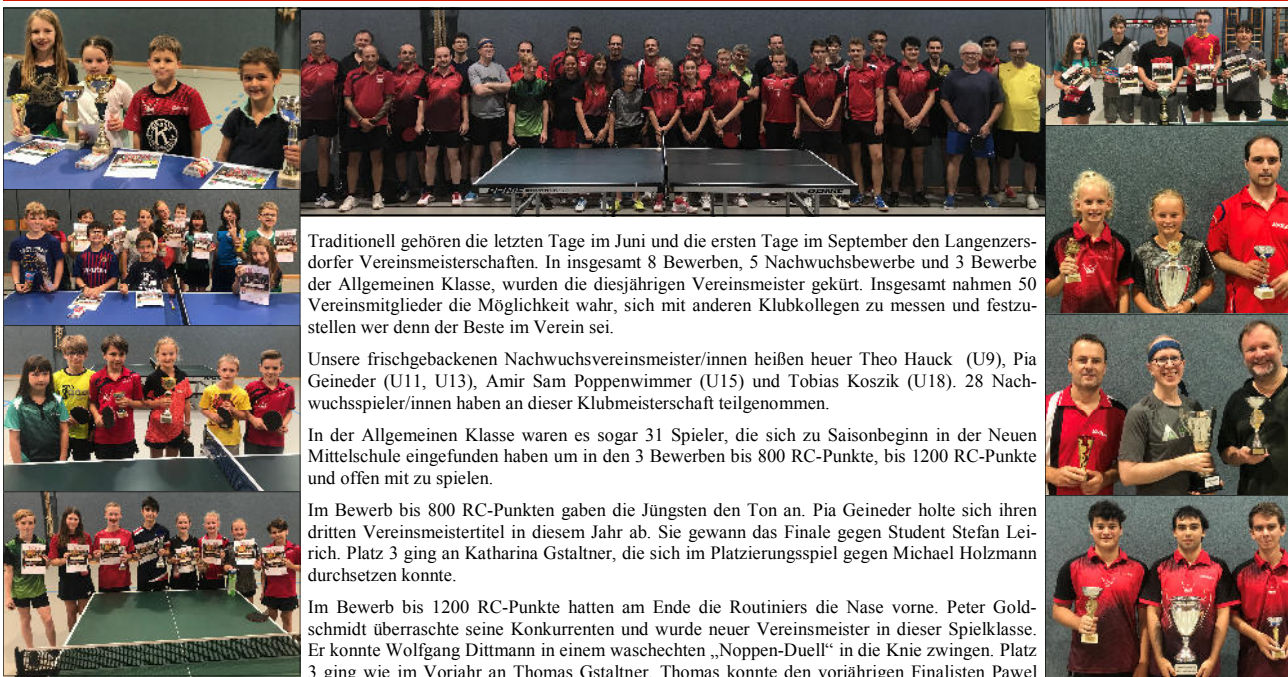 DONIC
DONIC
Traditionell gehören die letzten Tage im Juni und die ersten Tage im September den Langenzers-
dorfer Vereinsmeisterschaften. In insgesamt 8 Bewerben, 5 Nachwuchsbewerbe und 3 Bewerbe
der Allgemeinen Klasse, wurden die diesjährigen Vereinsmeister gekürt. Insgesamt nahmen 50
Vereinsmitglieder die Möglichkeit wahr, sich mit anderen Klubkollegen zu messen und festzu-
stellen wer denn der Beste im Verein sei.
Unsere frischgebackenen Nachwuchsvereinsmeister/innen heißen heuer Theo Hauck (U9), Pia
Geineder (U11, U13), Amir Sam Poppenwimmer (U15) und Tobias Koszik (U18). 28 Nach-
wuchsspieler/innen haben an dieser Klubmeisterschaft teilgenommen.
In der Allgemeinen Klasse waren es sogar 31 Spieler, die sich zu Saisonbeginn in der Neuen
Mittelschule eingefunden haben um in den 3 Bewerben bis 800 RC-Punkte, bis 1200 RC-Punkte
und offen mit zu spielen.
Im Bewerb bis 800 RC-Punkten gaben die Jüngsten den Ton an. Pia Geineder holte sich ihren
dritten Vereinsmeistertitel in diesem Jahr ab. Sie gewann das Finale gegen Student Stefan Lei-
rich. Platz 3 ging an Katharina Gstaltner, die sich im Platzierungsspiel gegen Michael Holzmann
durchsetzen konnte.
Im Bewerb bis 1200 RC-Punkte hatten am Ende die Routiniers die Nase vorne. Peter Gold-
schmidt überraschte seine Konkurrenten und wurde neuer Vereinsmeister in dieser Spielklasse.
Er konnte Wolfgang Dittmann in einem waschechten „Noppen-Duell“ in die Knie zwingen. Platz
3 ging wie im Vorjahr an Thomas Gstaltner. Thomas konnte den vorjährigen Finalisten Pawel